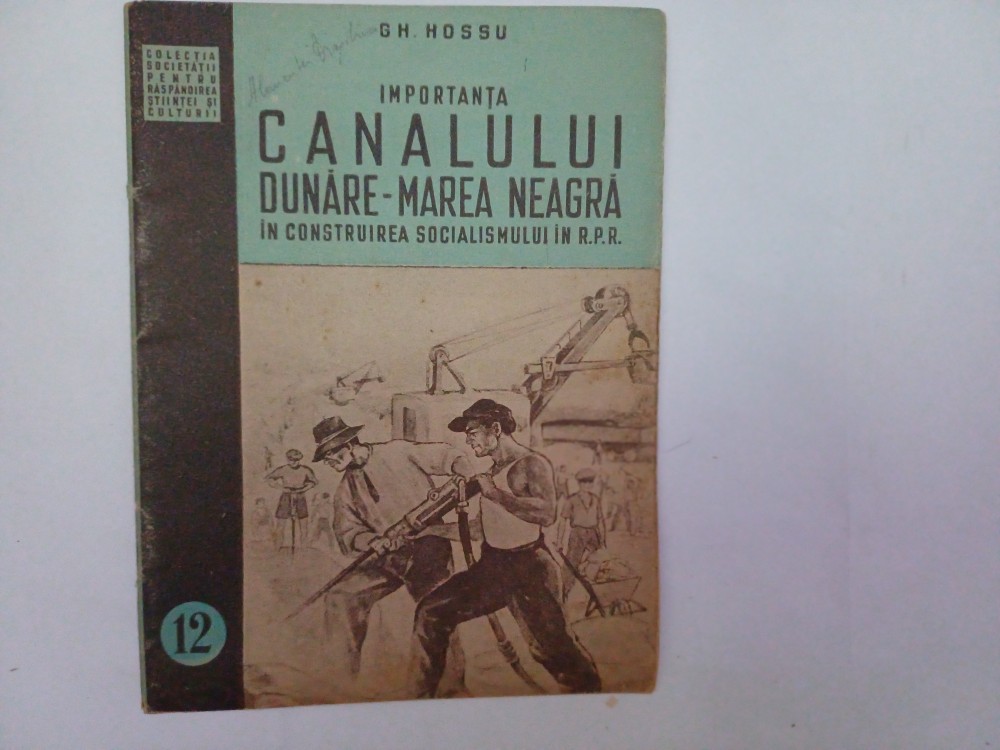 GH. HOSSU
COLECȚIA
SOCIETĂȚII
PENTRU
RĂSPÂNDIREA
ȘTIINȚEI ȘI
CULTURII
IMPORTANȚA
CANALULUI
DUNĂRE-MAREA NEAGRĂ
ÎN CONSTRUIREA SOCIALISMULUI ÎN R.P.R.
12